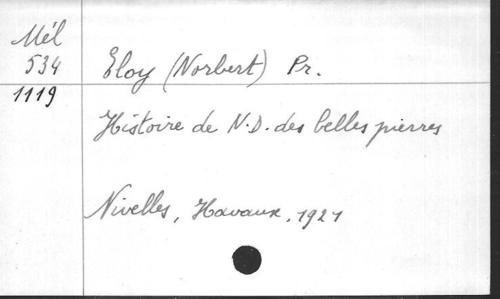 Mél
534
1119
Eloy (Norbert) Pr.
Histoire de N.D. des belles pierres
Nivelles, Havaux, 1921